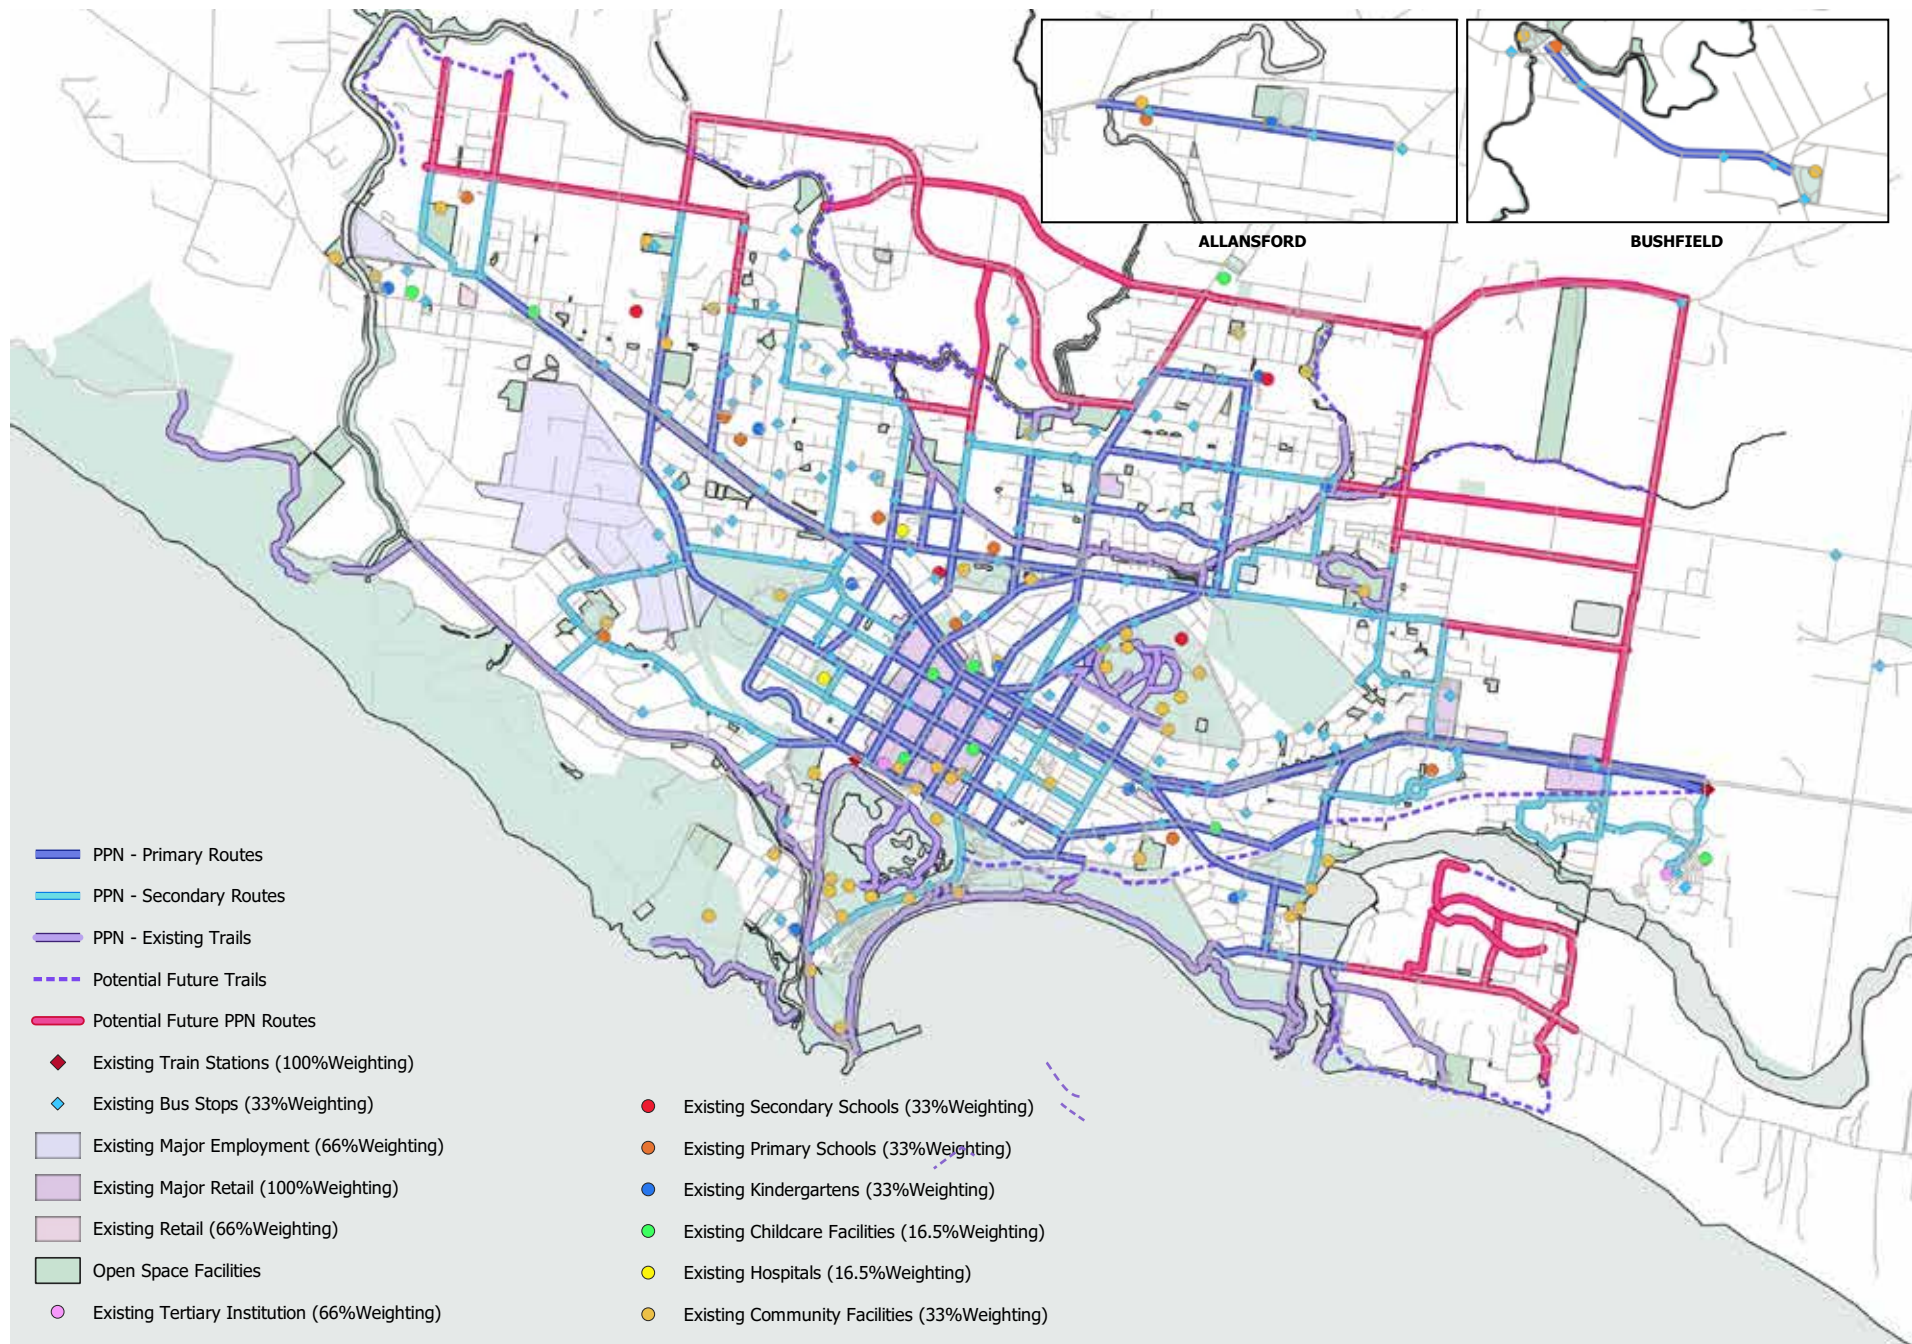 ALLANSFORD
BUSHFIELD
PPN - Primary Routes
PPN - Secondary Routes
PPN - Existing Trails
Potential Future Trails
Potential Future PPN Routes
Existing Train Stations (100%Weighting)
Existing Bus Stops (33%Weighting)
Existing Major Employment (66%Weighting)
Existing Major Retail (100%Weighting)
Existing Retail (66%Weighting)
Open Space Facilities
Existing Tertiary Institution (66%Weighting)
Existing Secondary Schools (33%Weighting)
Existing Primary Schools (33%Weighting)
Existing Kindergartens (33%Weighting)
Existing Childcare Facilities (16.5%Weighting)
Existing Hospitals (16.5%Weighting)
Existing Community Facilities (33%Weighting)